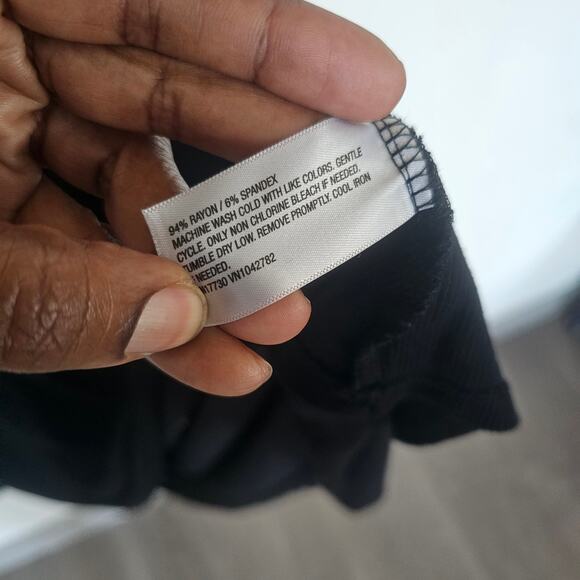 94% RAYON / 6% SPANDEX
MACHINE WASH COLD WITH LIKE COLORS. GENTLE
CYCLE. ONLY NON CHLORINE BLEACH IF NEEDED.
TUMBLE DRY LOW. REMOVE PROMPTLY. COOL IRON
NEEDED.
VN1042782